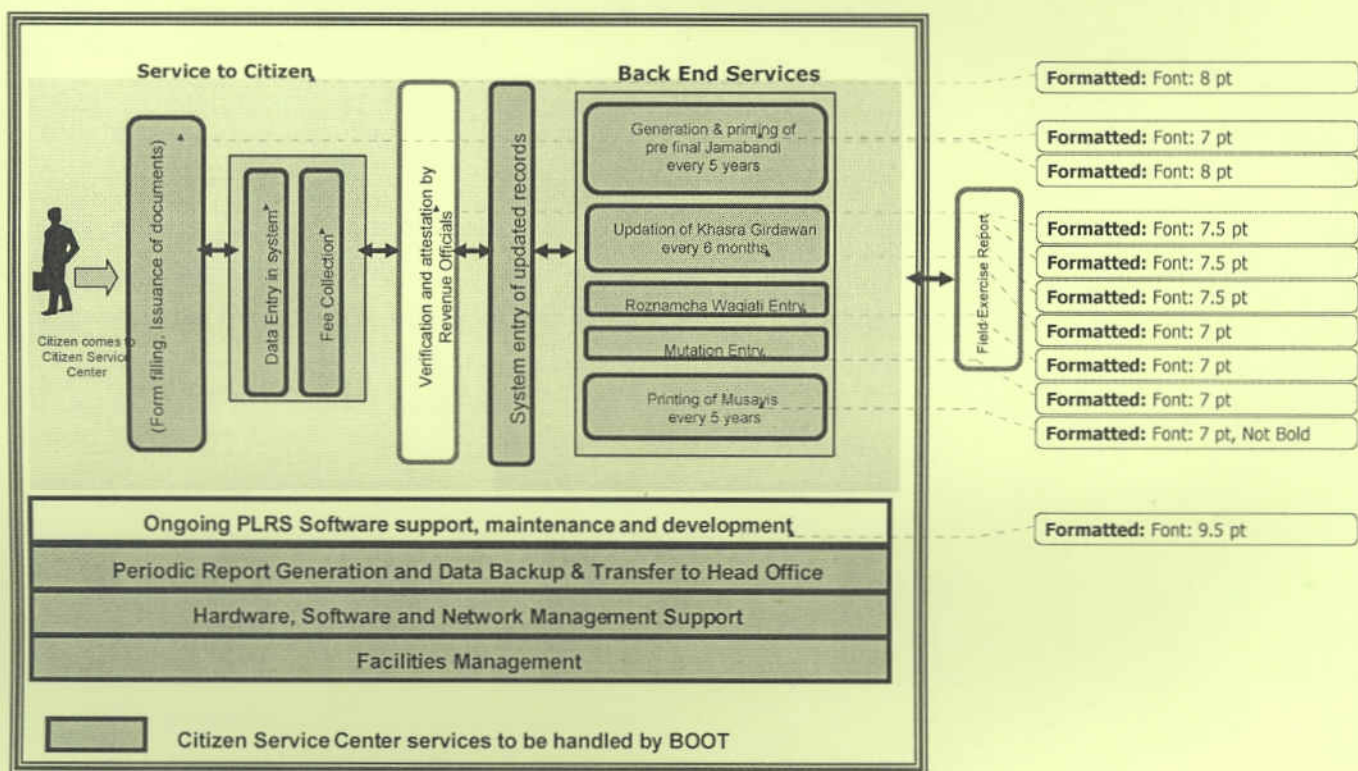 Service to Citizen
Back End Services
Citizen comes to
Citizen Service
Center
(Form filling, Issuance of documents)
Data Entry in system
Fee Collection
Verification and attestation by
Revenue Officials
System entry of updated records
Generation & printing of
pre final Jamabandi
every 5 years
Updation of Khasra Girdawari
every 6 months
Roznamcha Waqiati Entry
Mutation Entry
Printing of Musavis
every 5 years
Field Exercise Report
Ongoing PLRS Software support, maintenance and development
Periodic Report Generation and Data Backup & Transfer to Head Office
Hardware, Software and Network Management Support
Facilities Management
Citizen Service Center services to be handled by BOOT
Formatted: Font: 8 pt
Formatted: Font: 7 pt
Formatted: Font: 8 pt
Formatted: Font: 7.5 pt
Formatted: Font: 7.5 pt
Formatted: Font: 7.5 pt
Formatted: Font: 7 pt
Formatted: Font: 7 pt
Formatted: Font: 7 pt
Formatted: Font: 7 pt, Not Bold
Formatted: Font: 9.5 pt